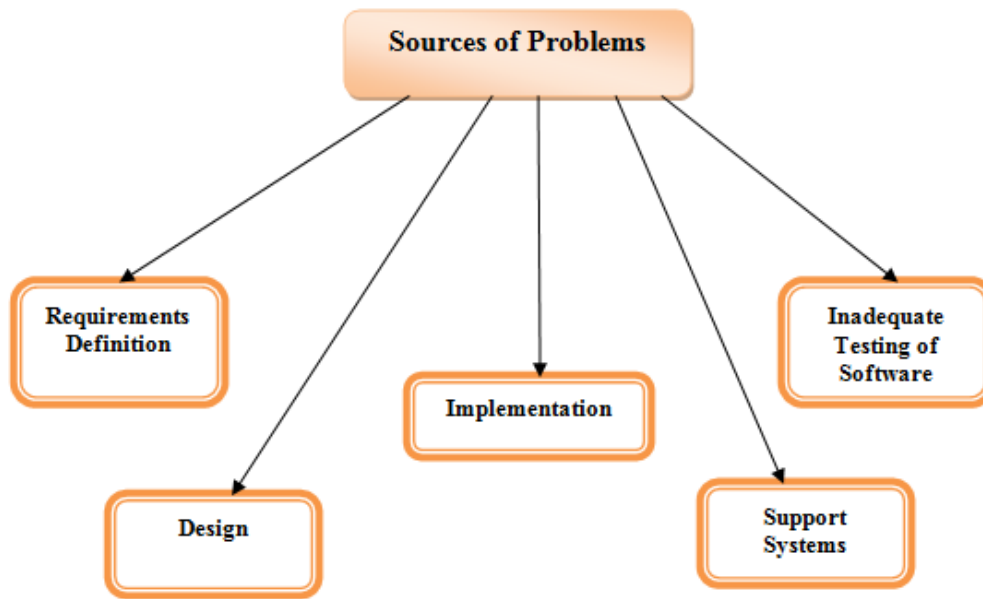 Sources of Problems
Requirements
Definition
Inadequate
Testing of
Software
Implementation
Design
Support
Systems